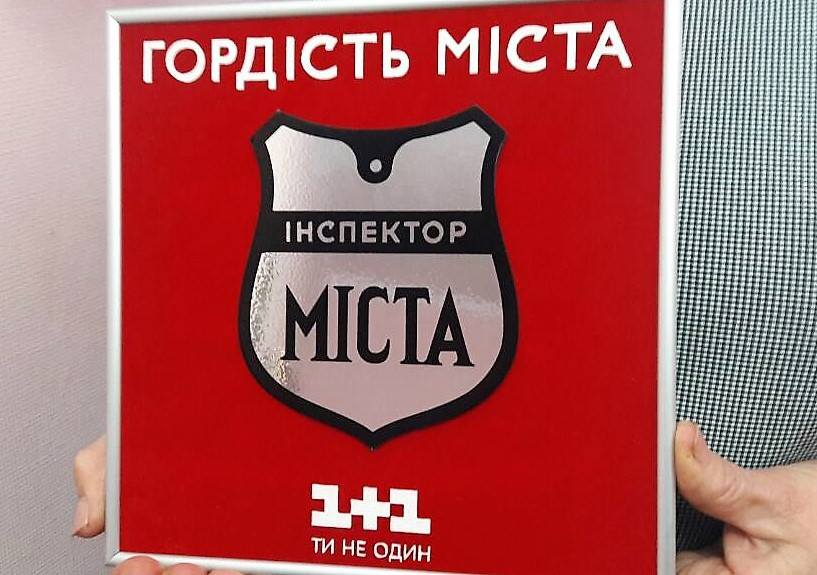 ГОРДІСТЬ МІСТА
ІНСПЕКТОР
МІСТА
1+1
ТИ НЕ ОДИН